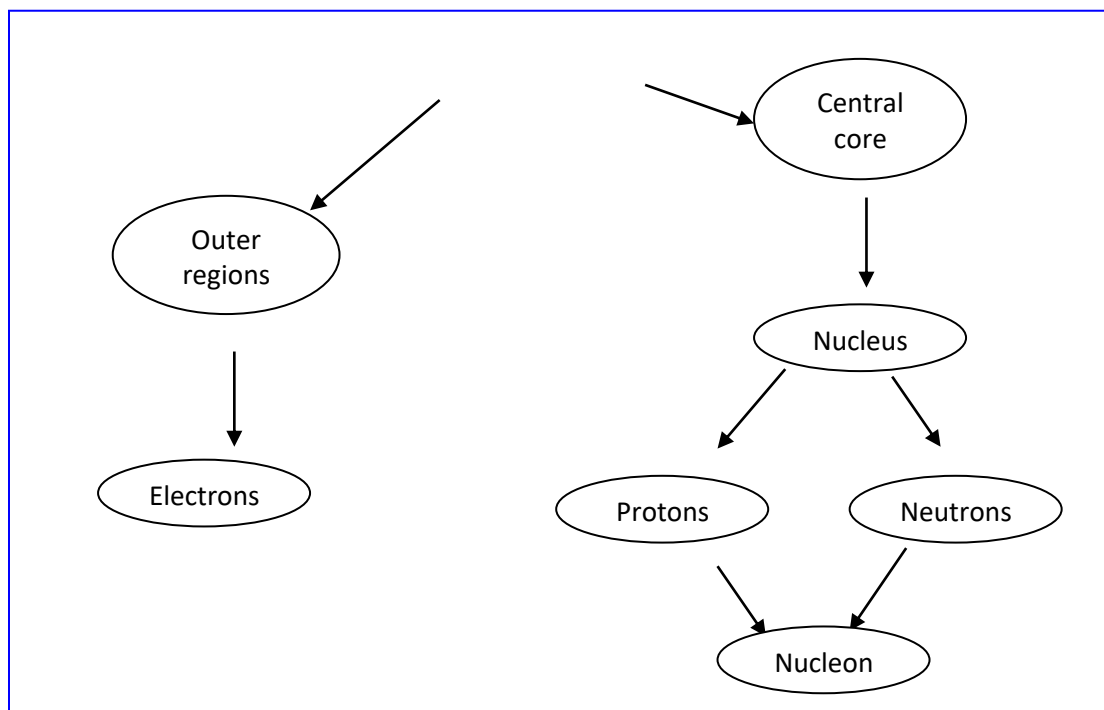 Central
core
Outer
regions
Nucleus
Electrons
Protons
Neutrons
Nucleon